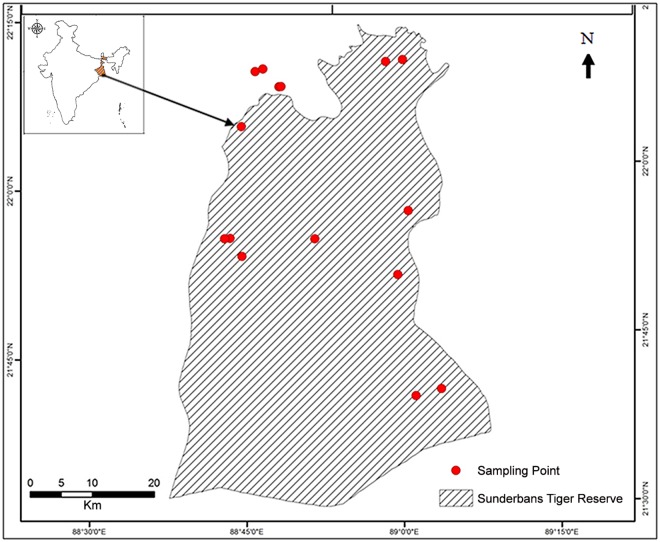 2
22°15'0"N
N
22°0'0"N
22°0'0"N
21°45'0"N
21°45'0"N
0 5 10 20
Km
Sampling Point
Sunderbans Tiger Reserve
21°30'0"N
88°30'0"E 88°45'0"E 89°0'0"E 89°15'0"E